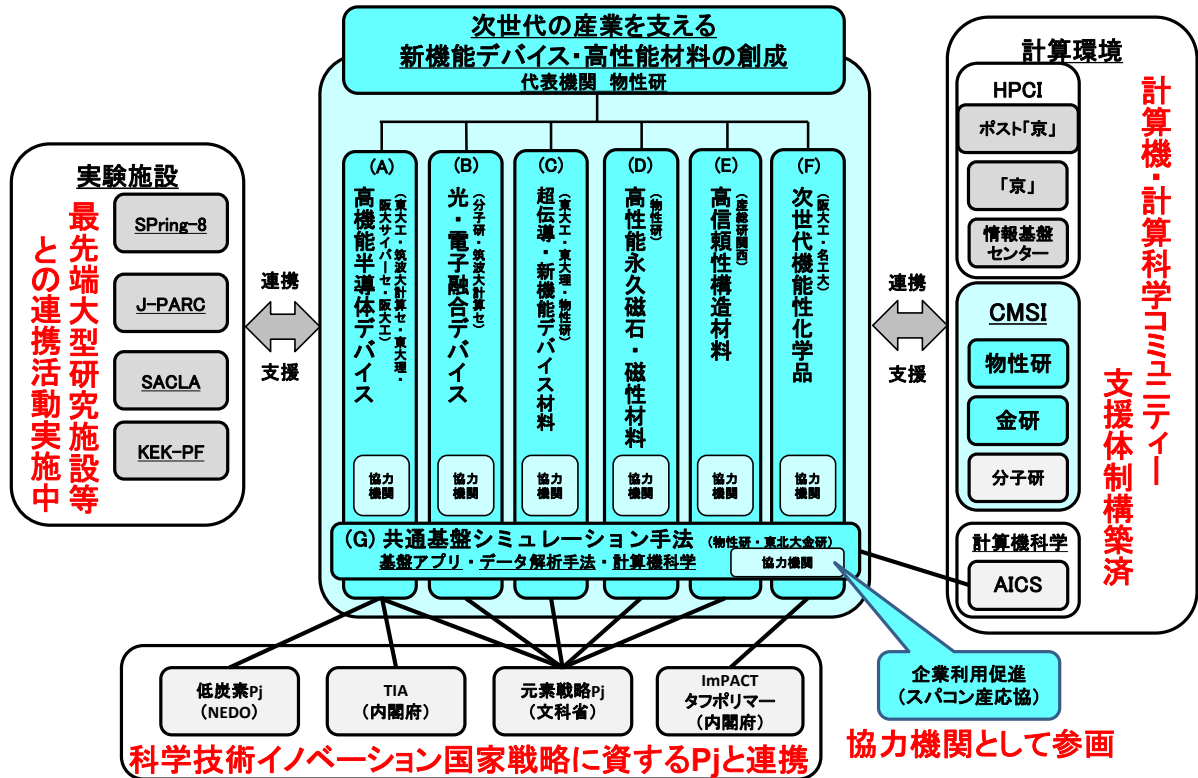 次世代の産業を支える
新機能デバイス・高性能材料の創成
代表機関 物性研
実験施設
SPring-8
J-PARC
SACLA
KEK-PF
最先端大型研究施設等
との連携活動実施中
連携
支援
(A)
高機能半導体デバイス
(東大工・筑波大計算セ・東大理・
阪大サイバーセ・阪大工)
協力
機関
(B)
光・電子融合デバイス
(分子研・筑波大計算セ)
協力
機関
(C)
超伝導・新機能デバイス材料
(東大工・東大理・物性研)
協力
機関
(D)
高性能永久磁石・磁性材料
(物性研)
協力
機関
(E)
高信頼性構造材料
(産総研関西)
協力
機関
(F)
次世代機能性化学品
(阪大工・名工大)
協力
機関
(G) 共通基盤シミュレーション手法 (物性研・東北大金研)
基盤アプリ・データ解析手法・計算機科学
協力機関
連携
支援
計算環境
HPCI
ポスト「京」
「京」
情報基盤
センター
CMSI
物性研
金研
分子研
計算機科学
AICS
計算機・計算科学コミュニティー
支援体制構築済
低炭素Pj
(NEDO)
TIA
(内閣府)
元素戦略Pj
(文科省)
ImPACT
タフポリマー
(内閣府)
科学技術イノベーション国家戦略に資するPjと連携
企業利用促進
(スパコン産応協)
協力機関として参画